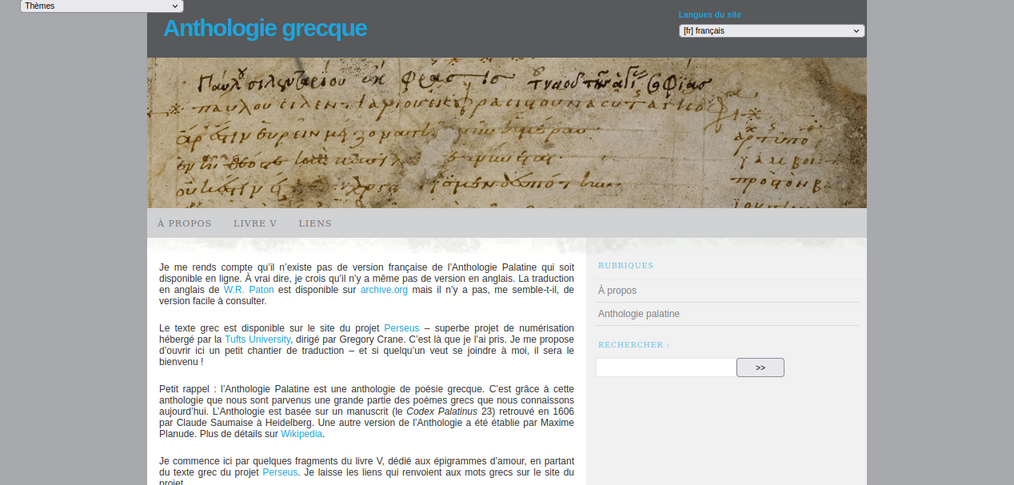 Thèmes
Anthologie grecque
Langues du site
[fr] français
À PROPOS
LIVRE V
LIENS
Je me rends compte qu’il n’existe pas de version française de l’Anthologie Palatine qui soit
disponible en ligne. À vrai dire, je crois qu’il n’y a même pas de version en anglais. La traduction
en anglais de W.R. Paton est disponible sur archive.org mais il n’y a pas, me semble-t-il, de
version facile à consulter.
Le texte grec est disponible sur le site du projet Perseus – superbe projet de numérisation
hébergé par la Tufts University, dirigé par Gregory Crane. C’est là que je l’ai pris. Je me propose
d’ouvrir ici un petit chantier de traduction – et si quelqu’un veut se joindre à moi, il sera le
bienvenu !
Petit rappel : l’Anthologie Palatine est une anthologie de poésie grecque. C’est grâce à cette
anthologie que nous sont parvenus une grande partie des poèmes grecs que nous connaissons
aujourd’hui. L’Anthologie est basée sur un manuscrit (le Codex Palatinus 23) retrouvé en 1606
par Claude Saumaise à Heidelberg. Une autre version de l’Anthologie a été établie par Maxime
Planude. Plus de détails sur Wikipedia.
Je commence ici par quelques fragments du livre V, dédié aux épigrammes d’amour, en partant
du texte grec du projet Perseus. Je laisse les liens qui renvoient aux mots grecs sur le site du
projet
RUBRIQUES
À propos
Anthologie palatine
RECHERCHER :
>>